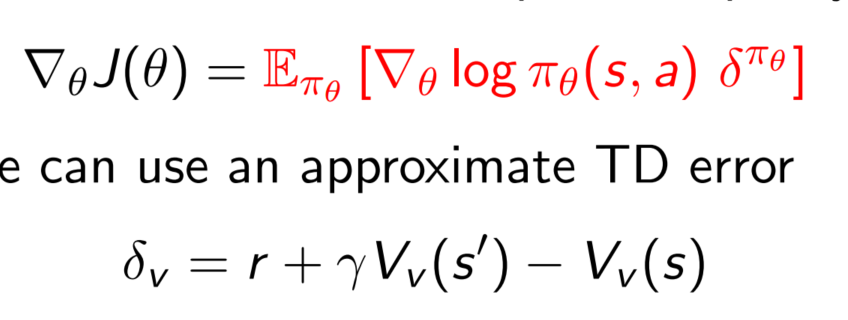 ∇θJ(θ) = 𝔼πθ [∇θ log πθ(s, a) δ^πθ]
e can use an approximate TD error
δv = r + γVv(s′) − Vv(s)